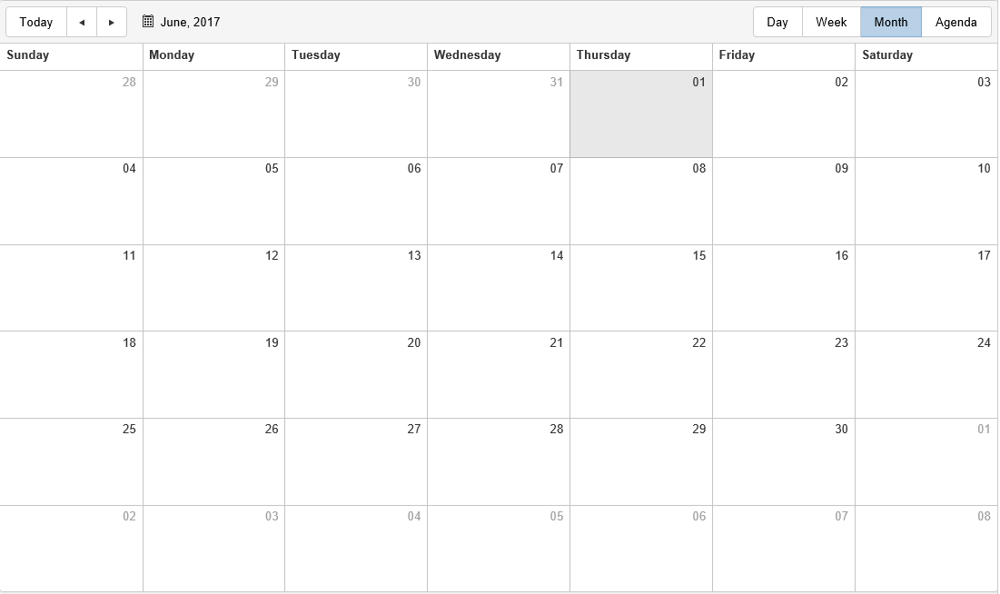 Today ◄ ► June, 2017 Day Week Month Agenda
Sunday Monday Tuesday Wednesday Thursday Friday Saturday
28 29 30 31 01 02 03
04 05 06 07 08 09 10
11 12 13 14 15 16 17
18 19 20 21 22 23 24
25 26 27 28 29 30 01
02 03 04 05 06 07 08